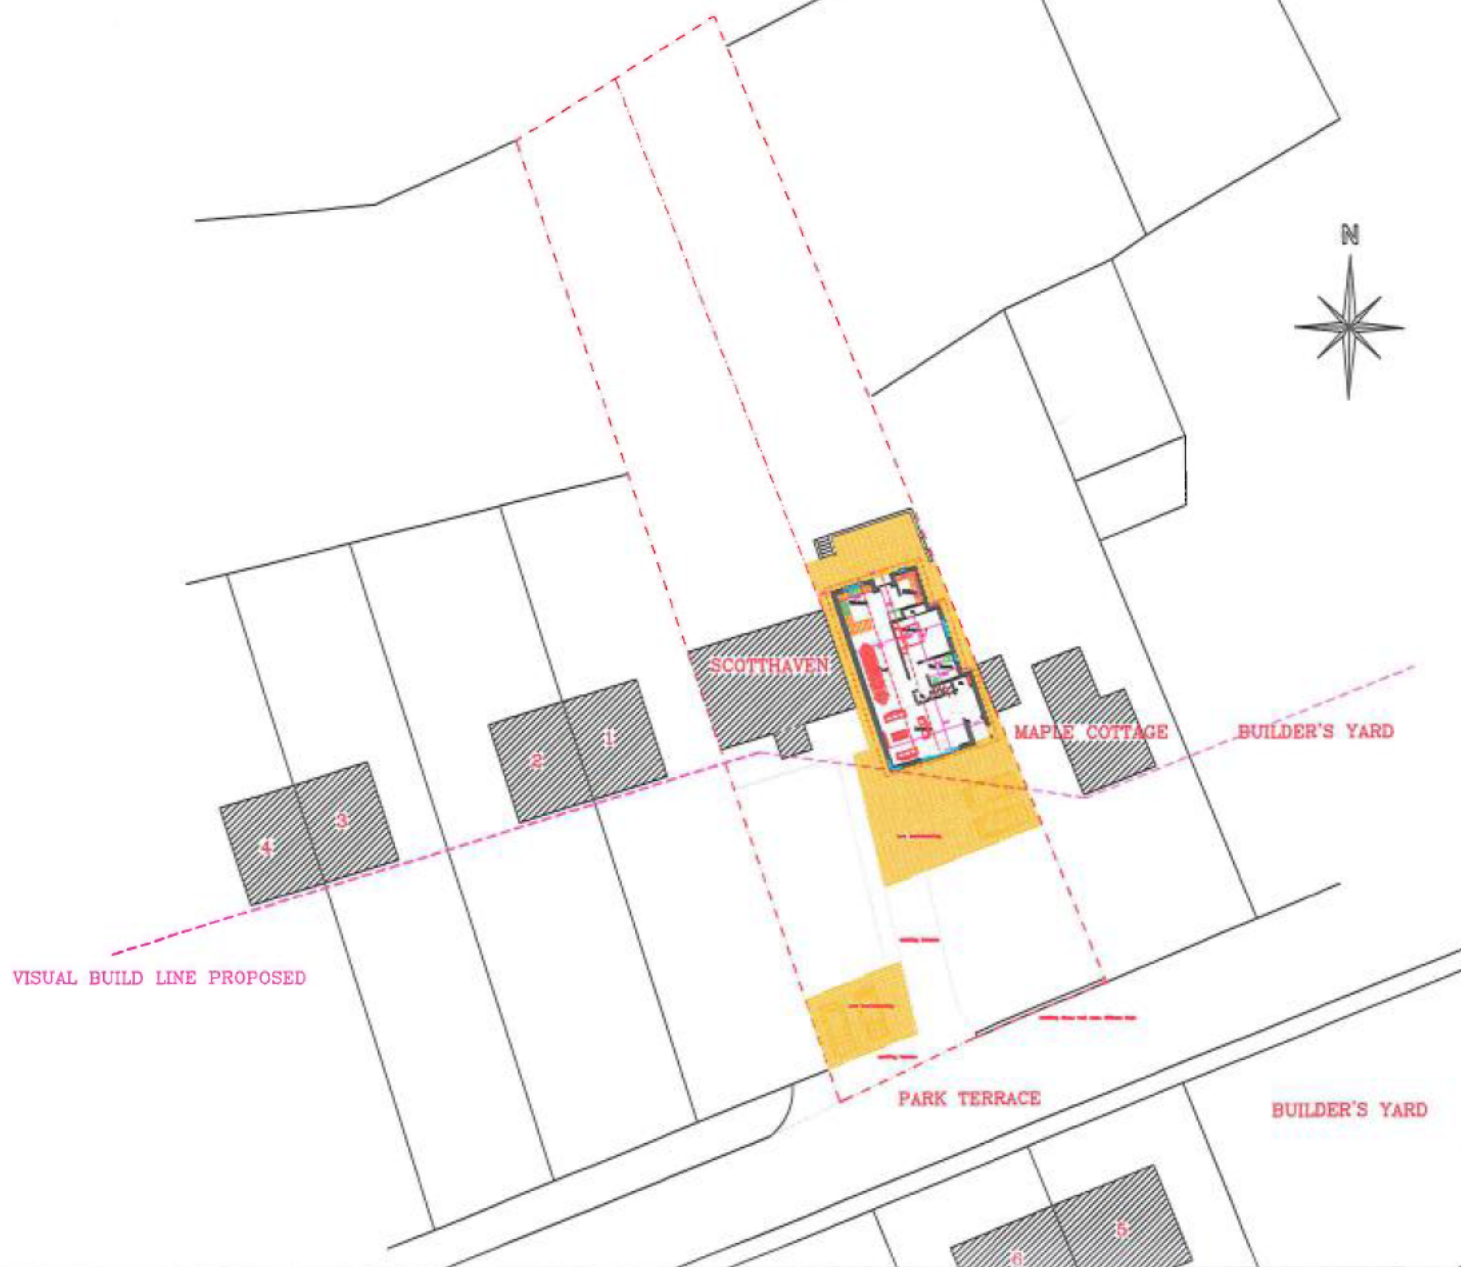 N
SCOTTHAVEN
MAPLE COTTAGE
BUILDER'S YARD
1
2
3
4
VISUAL BUILD LINE PROPOSED
PARK TERRACE
BUILDER'S YARD
5
6